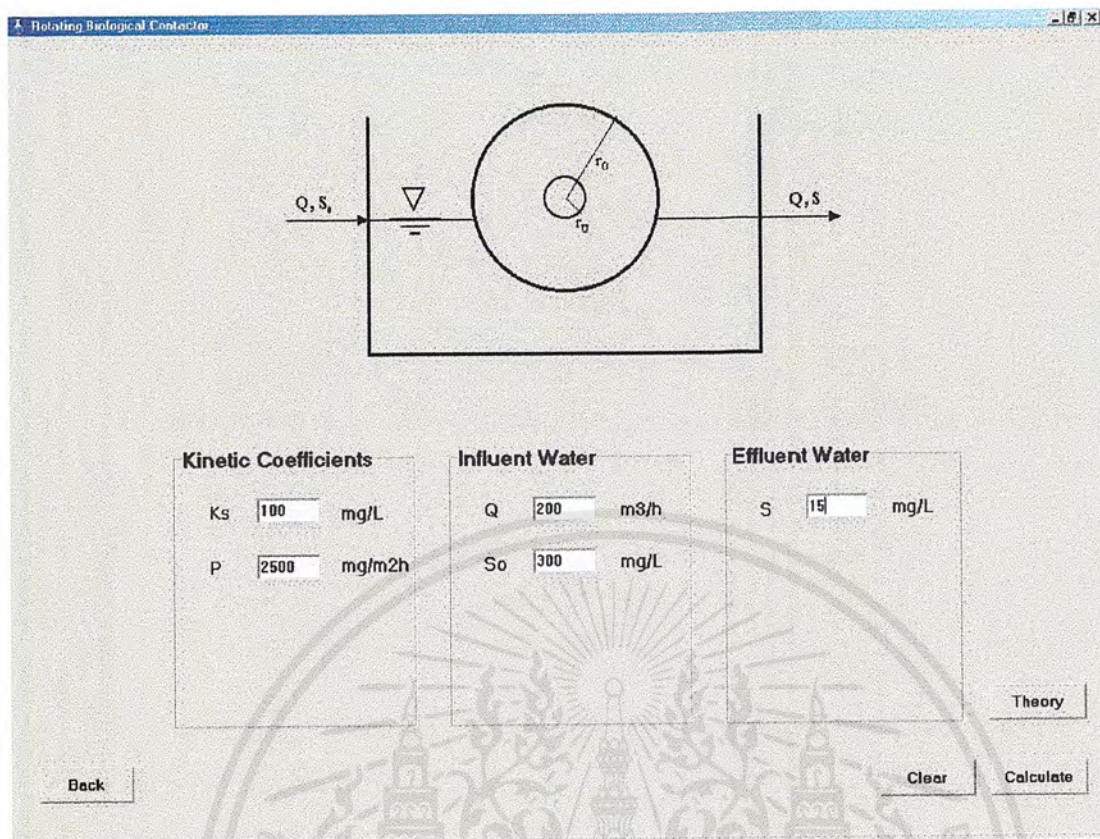 Rotating Biological Contactor
r₀
Q, S₀
Q, S
rᵤ
Kinetic Coefficients
Ks 100 mg/L
P 2500 mg/m2h
Influent Water
Q 200 m3/h
So 300 mg/L
Effluent Water
S 15 mg/L
Theory
Back
Clear
Calculate